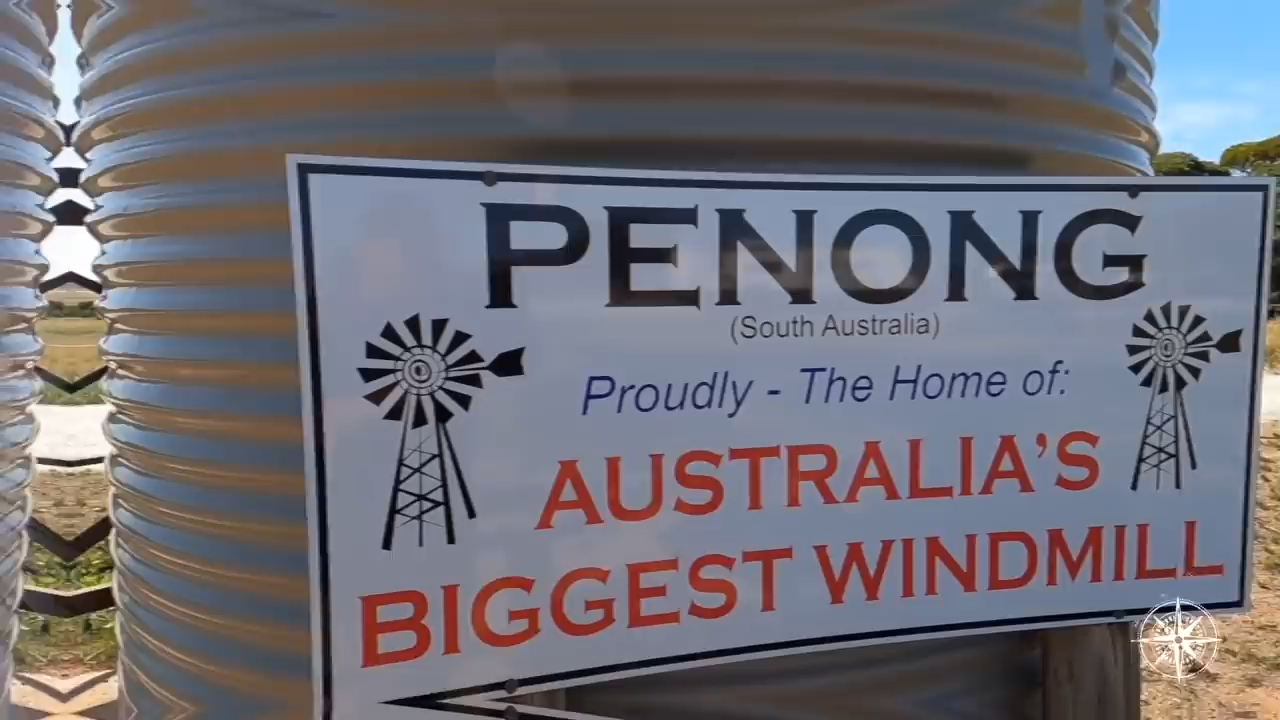 PENONG
(South Australia)
Proudly - The Home of:
AUSTRALIA'S
BIGGEST WINDMILL